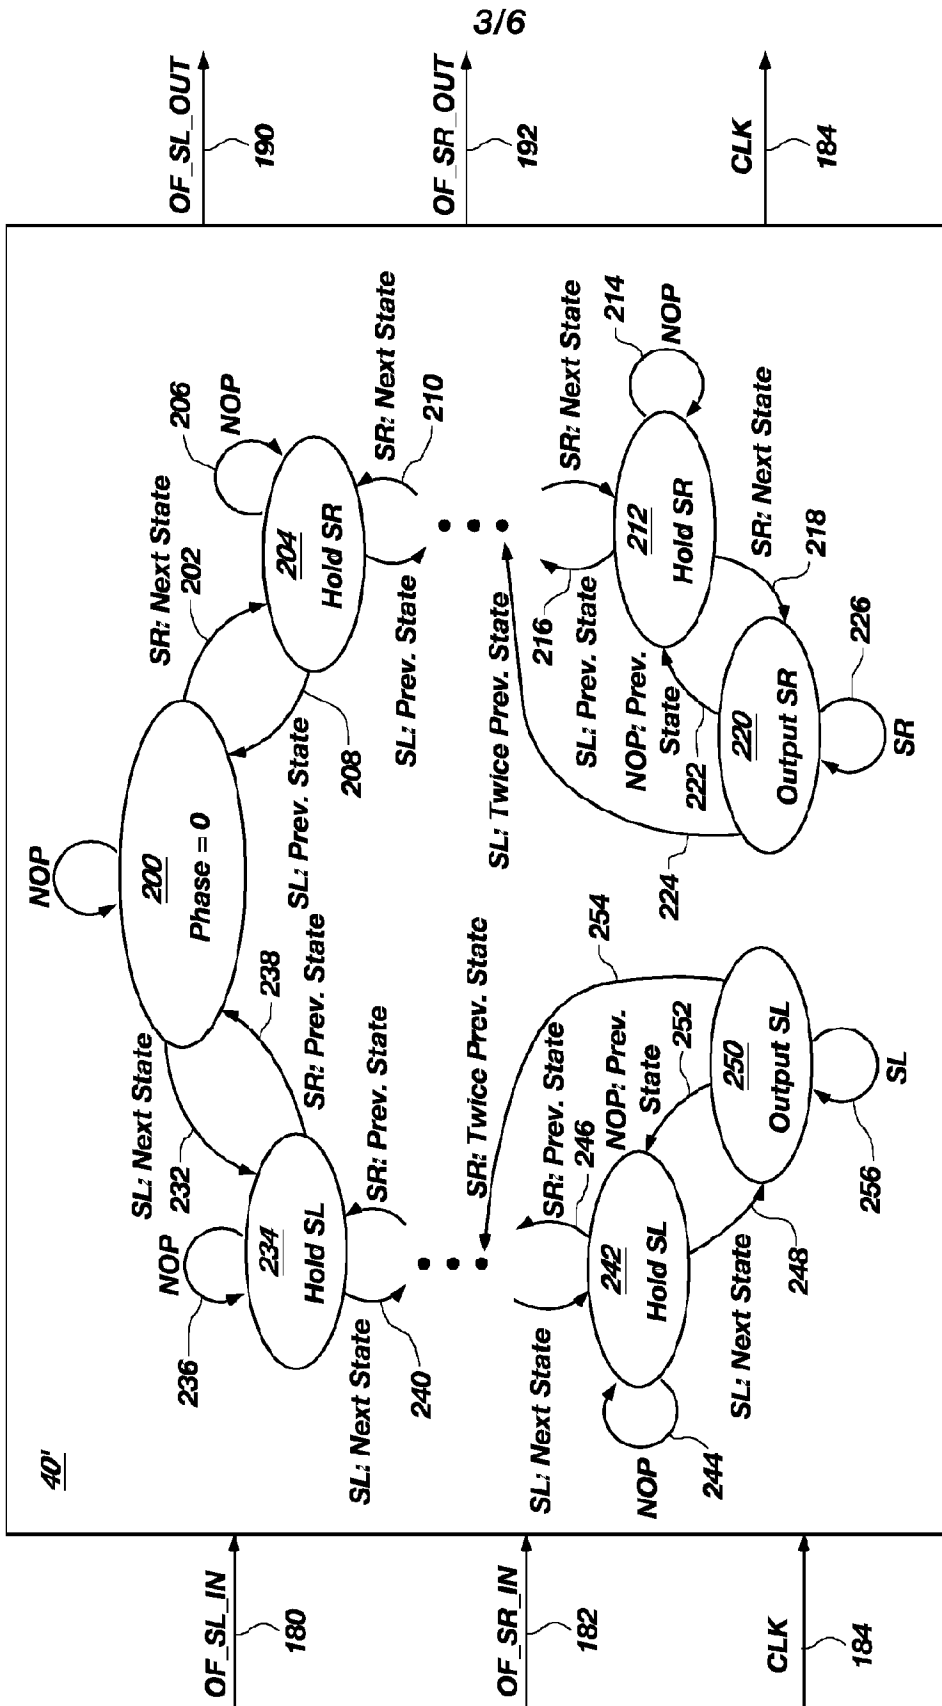 3/6
40'
OF_SL_IN
180
OF_SR_IN
182
CLK
184
OF_SL_OUT
190
OF_SR_OUT
192
CLK
184
NOP
200
Phase = 0
SL: Next State
232
SR: Next State
202
NOP
236
234
Hold SL
SR: Prev. State
238
SL: Prev. State
208
206
NOP
204
Hold SR
SL: Next State
240
SR: Prev. State
SL: Prev. State
SR: Next State
210
SR: Twice Prev. State
254
SL: Twice Prev. State
224
SL: Next State
SR: Prev. State
246
242
Hold SL
NOP
244
NOP: Prev.
State
252
SL: Next State
248
250
Output SL
SL
256
SL: Prev. State
216
SR: Next State
214
NOP
212
Hold SR
NOP: Prev.
State
222
SR: Next State
218
220
Output SR
SR
226